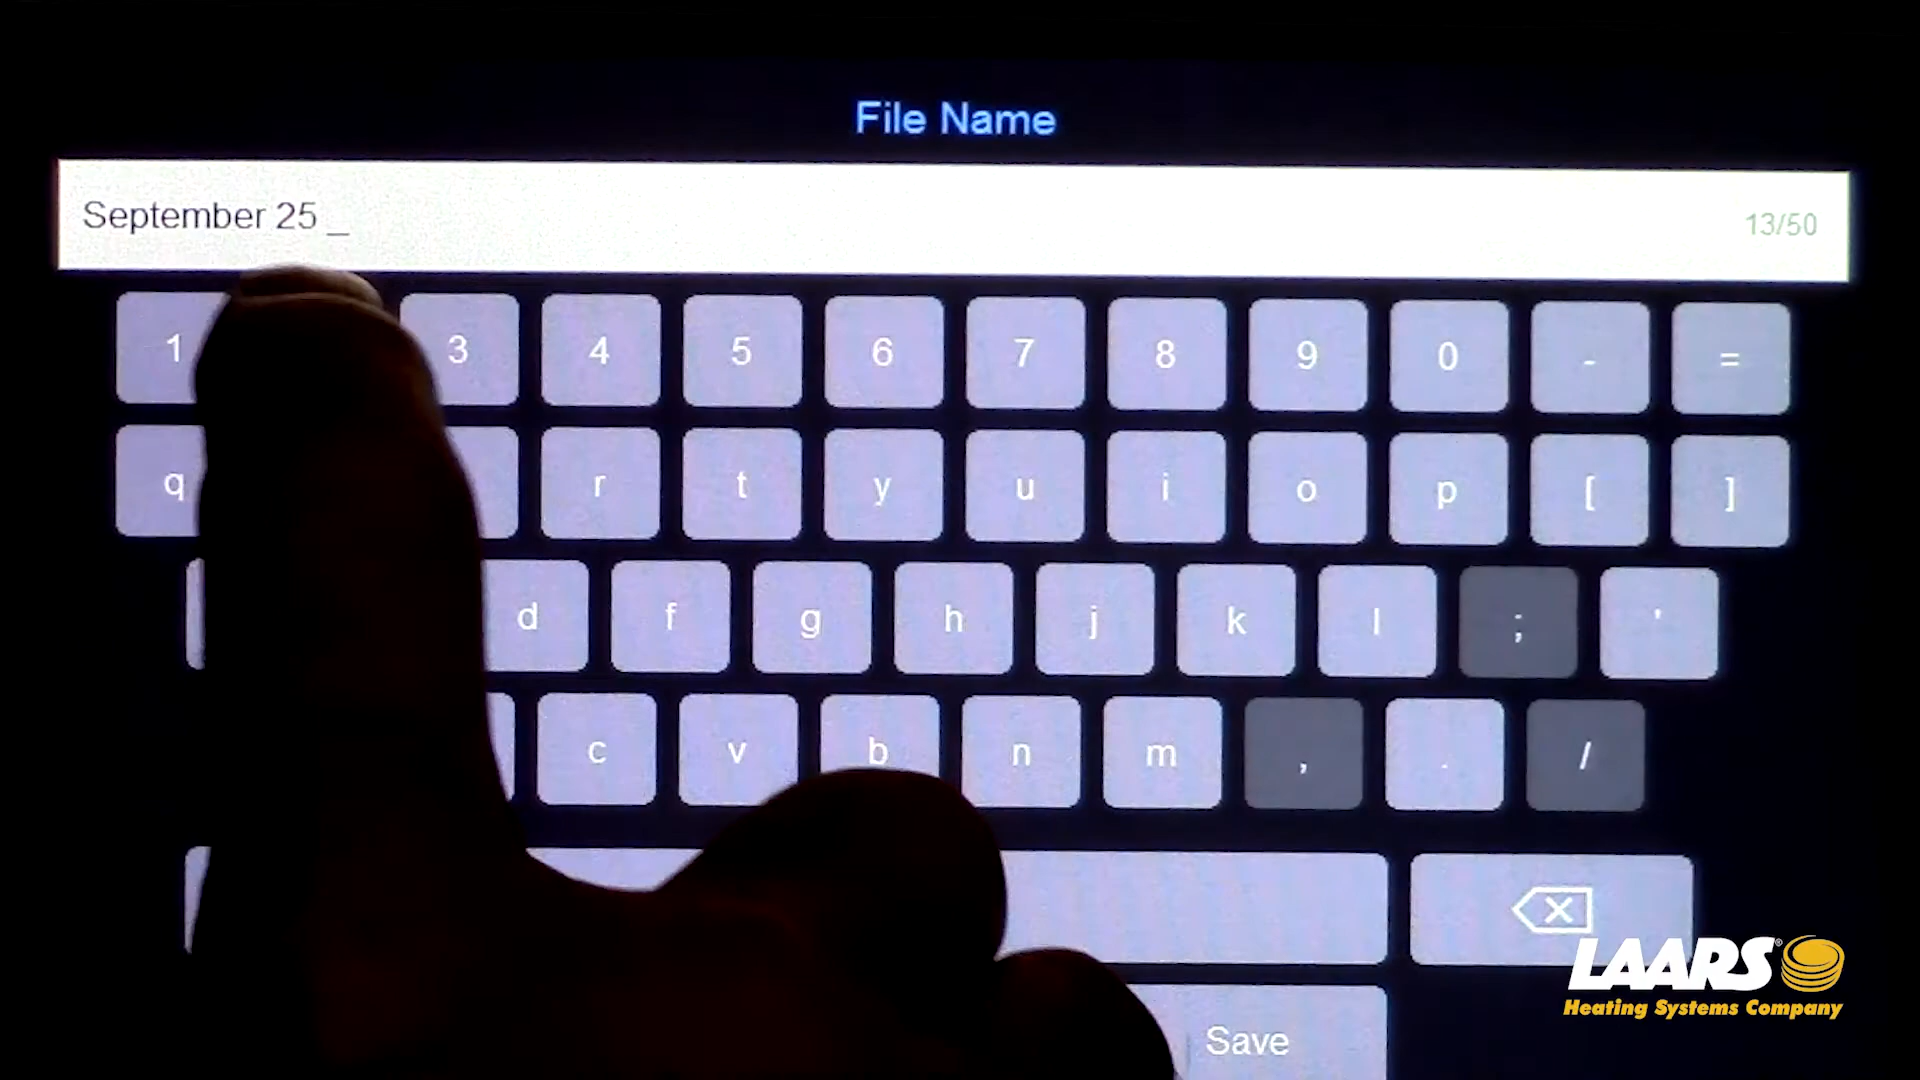 File Name
September 25 _
13/50
1 3 4 5 6 7 8 9 0 - =
q r t y u i o p [ ]
d f g h j k l ; '
c v b n m , . /
Save
LAARS®
Heating Systems Company